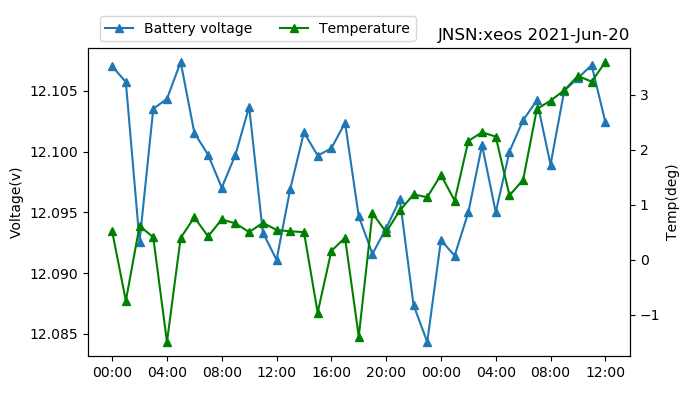 Battery voltage
Temperature
JNSN:xeos 2021-Jun-20
12.105
12.100
12.095
12.090
12.085
Voltage(v)
3
2
1
0
−1
Temp(deg)
00:00 04:00 08:00 12:00 16:00 20:00 00:00 04:00 08:00 12:00